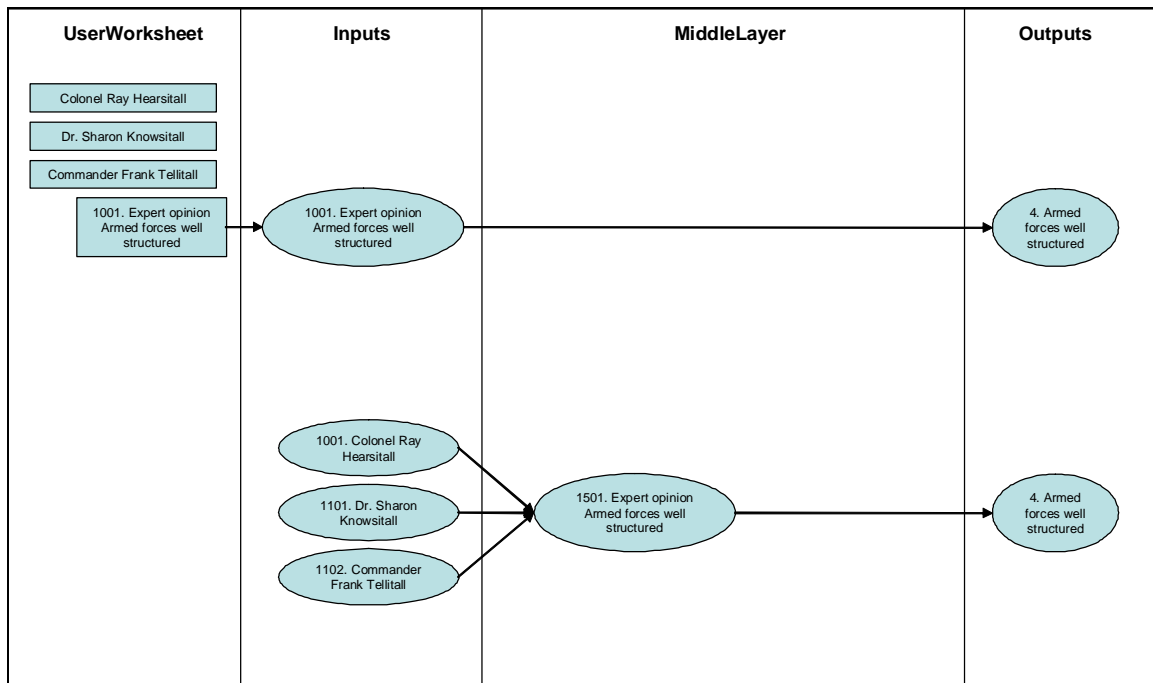 UserWorksheet
Inputs
MiddleLayer
Outputs
Colonel Ray Hearsitall
Dr. Sharon Knowsitall
Commander Frank Tellitall
1001. Expert opinion
Armed forces well
structured
1001. Expert opinion
Armed forces well
structured
4. Armed
forces well
structured
1001. Colonel Ray
Hearsitall
1101. Dr. Sharon
Knowsitall
1102. Commander
Frank Tellitall
1501. Expert opinion
Armed forces well
structured
4. Armed
forces well
structured